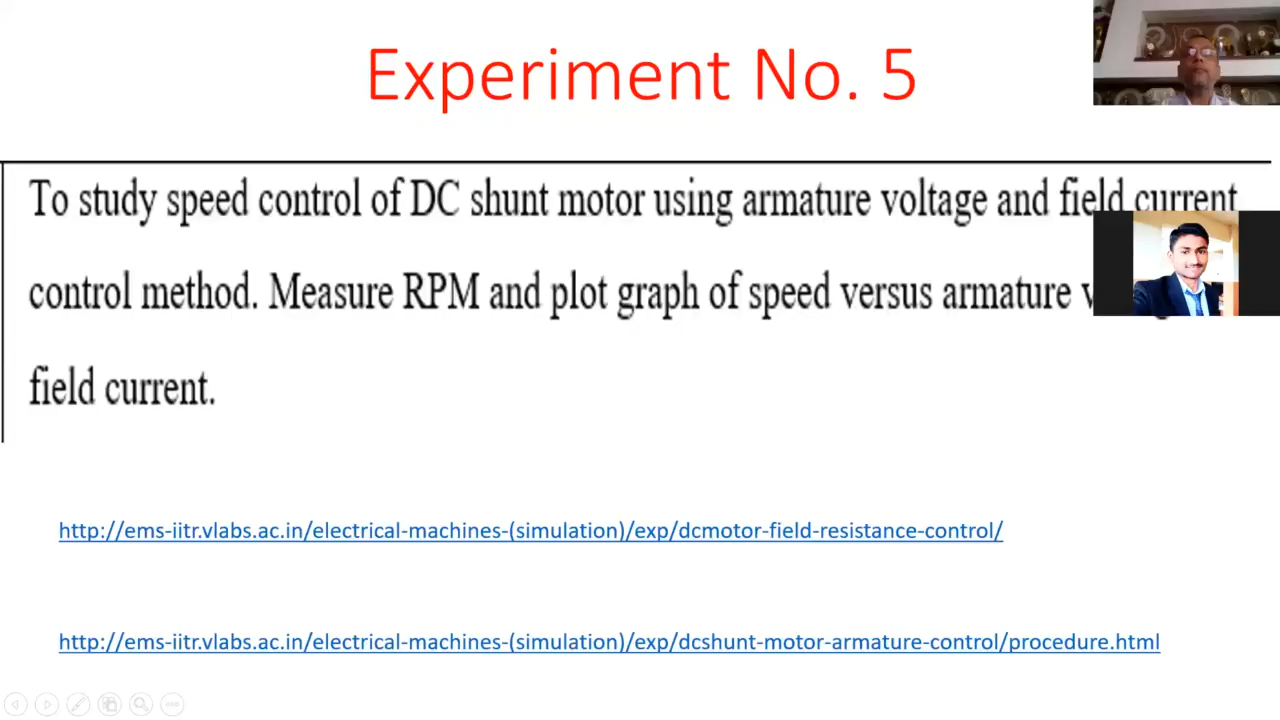 Experiment No. 5
To study speed control of DC shunt motor using armature voltage and field current
control method. Measure RPM and plot graph of speed versus armature
field current.
http://ems-iitr.vlabs.ac.in/electrical-machines-(simulation)/exp/dcmotor-field-resistance-control/
http://ems-iitr.vlabs.ac.in/electrical-machines-(simulation)/exp/dcshunt-motor-armature-control/procedure.html